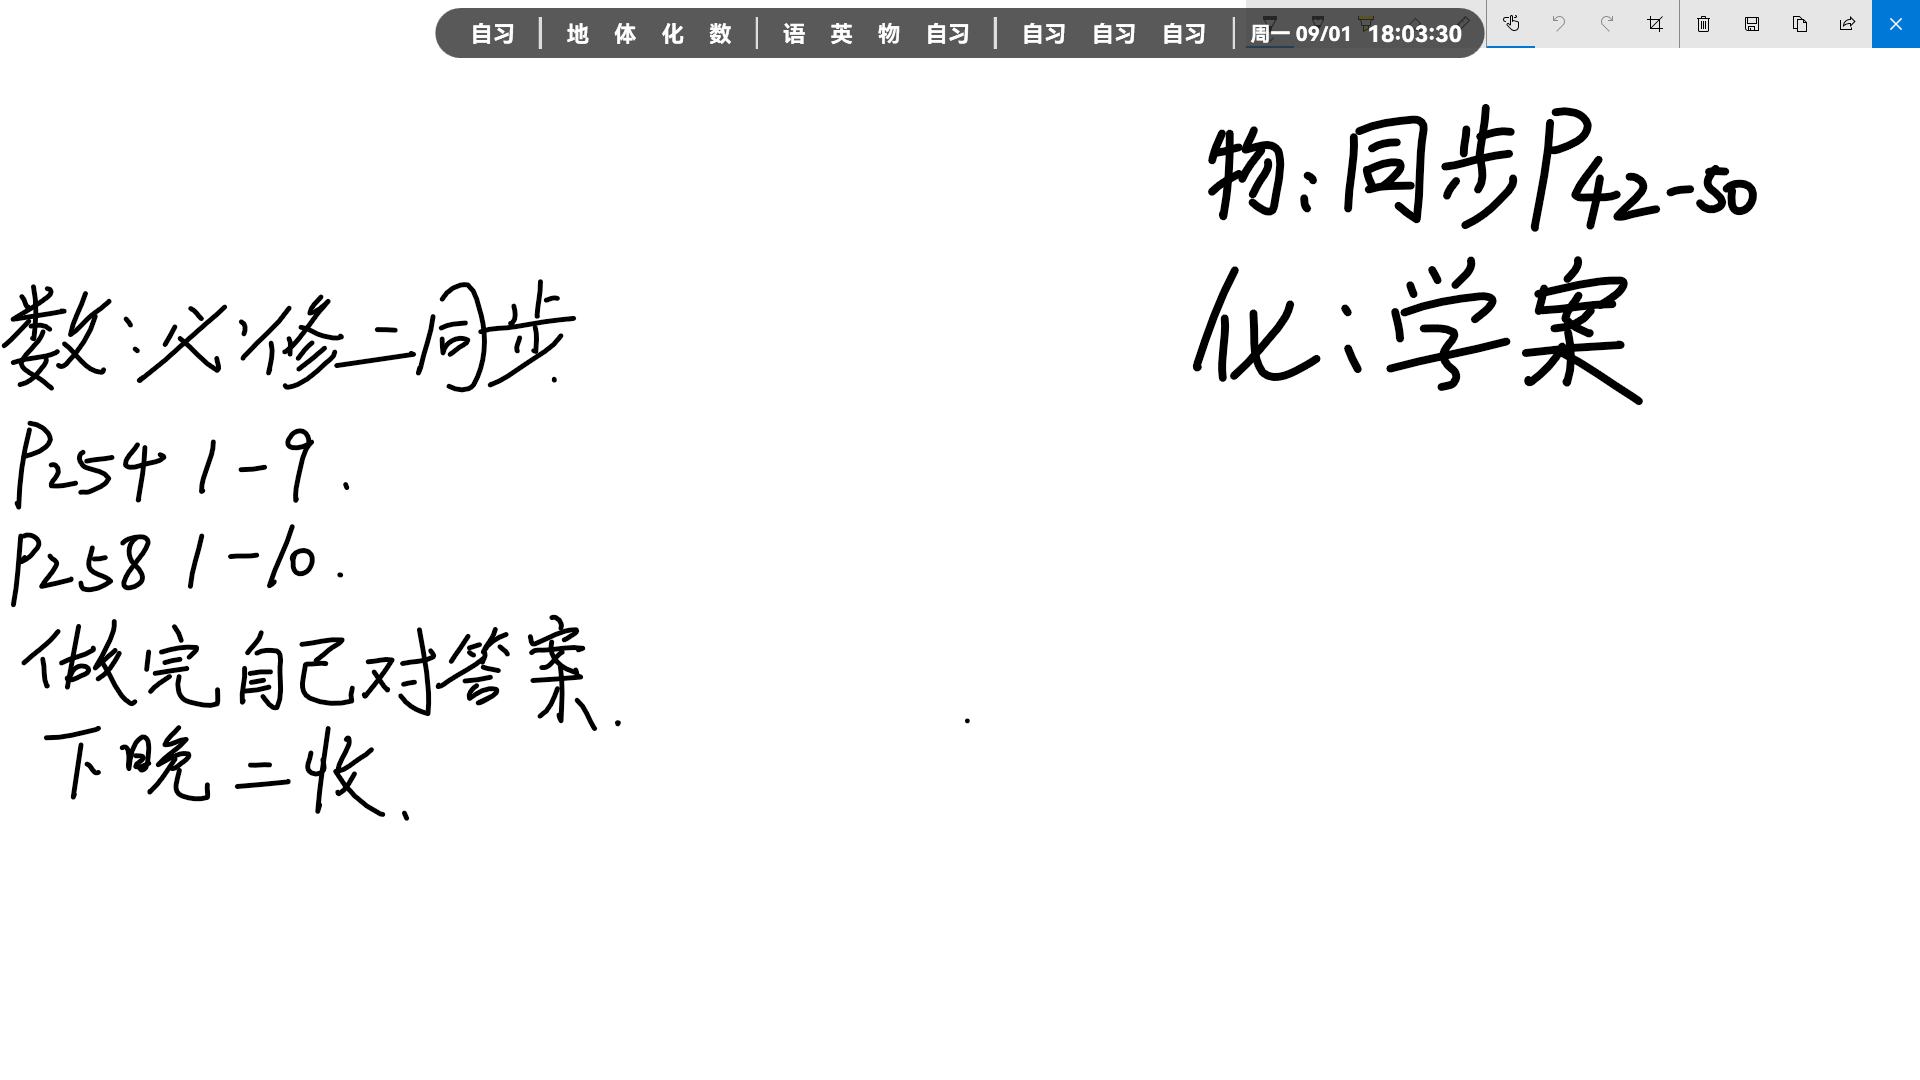 自习 | 地 体 化 数 | 语 英 物 自习 | 自习 自习 自习 | 周一 09/01 18:03:30
物:同步P42-50
化:学案
数:必修二同步.
P254 1-9.
P258 1-10.
做完自己对答案.
下晚二收.